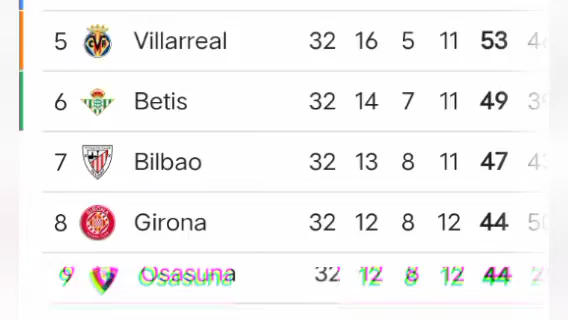 5 Villarreal 32 16 5 11 53
6 Betis 32 14 7 11 49
7 Bilbao 32 13 8 11 47
8 Girona 32 12 8 12 44
9 Osasuna 32 12 8 12 44